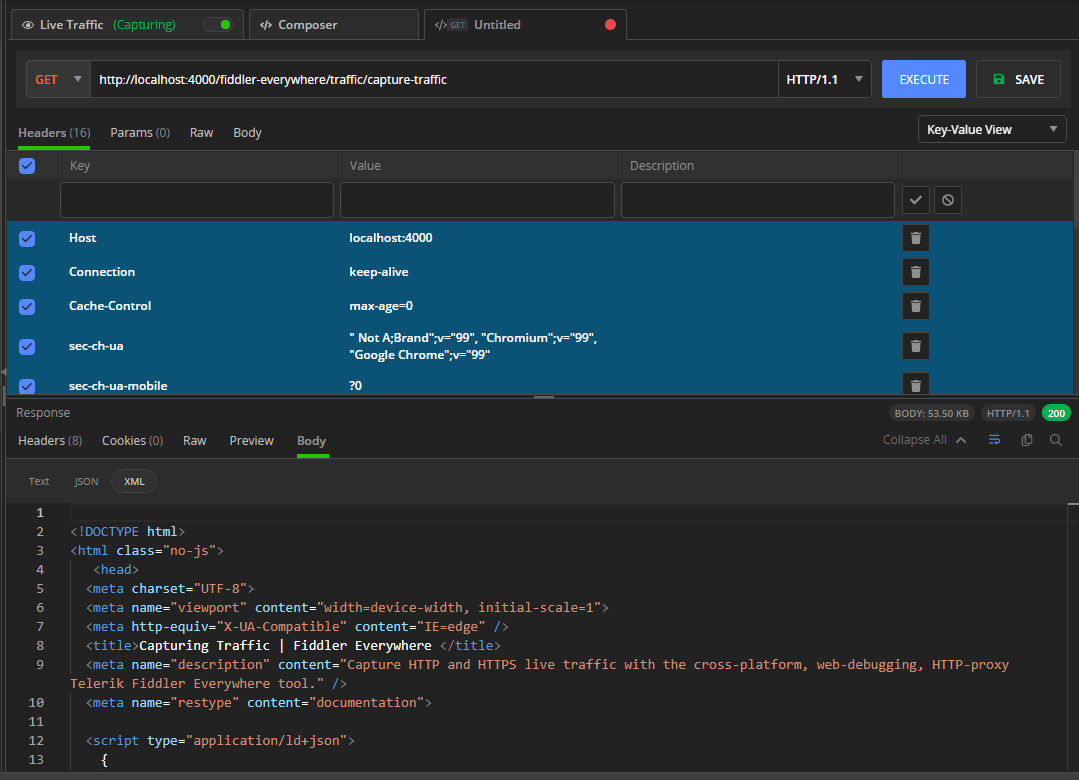 Live Traffic (Capturing) </> Composer </> GET Untitled
GET http://localhost:4000/fiddler-everywhere/traffic/capture-traffic HTTP/1.1 EXECUTE SAVE
Headers (16) Params (0) Raw Body Key-Value View
Key Value Description
Host localhost:4000
Connection keep-alive
Cache-Control max-age=0
sec-ch-ua " Not A;Brand";v="99", "Chromium";v="99",
"Google Chrome";v="99"
sec-ch-ua-mobile ?0
Response BODY: 53.50 KB HTTP/1.1 200
Headers (8) Cookies (0) Raw Preview Body Collapse All
Text JSON XML
1
2 <!DOCTYPE html>
3 <html class="no-js">
4 <head>
5 <meta charset="UTF-8">
6 <meta name="viewport" content="width=device-width, initial-scale=1">
7 <meta http-equiv="X-UA-Compatible" content="IE=edge" />
8 <title>Capturing Traffic | Fiddler Everywhere </title>
9 <meta name="description" content="Capture HTTP and HTTPS live traffic with the cross-platform, web-debugging, HTTP-proxy
Telerik Fiddler Everywhere tool." />
10 <meta name="restype" content="documentation">
11
12 <script type="application/ld+json">
13 {